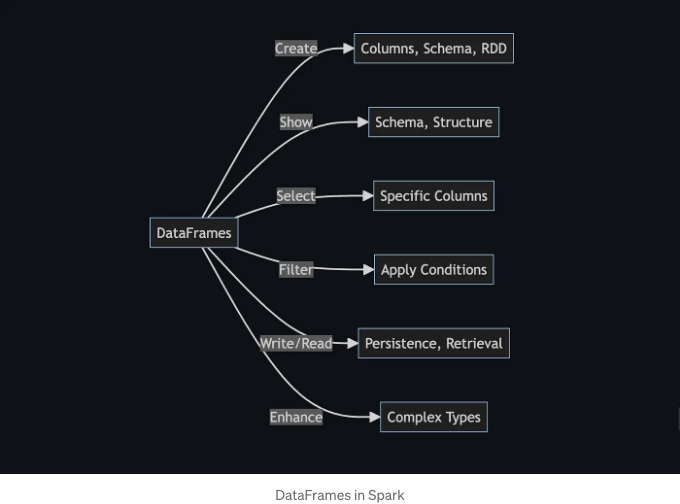 Create
Columns, Schema, RDD
Show
Schema, Structure
Select
Specific Columns
DataFrames
Filter
Apply Conditions
Write/Read
Persistence, Retrieval
Enhance
Complex Types
DataFrames in Spark